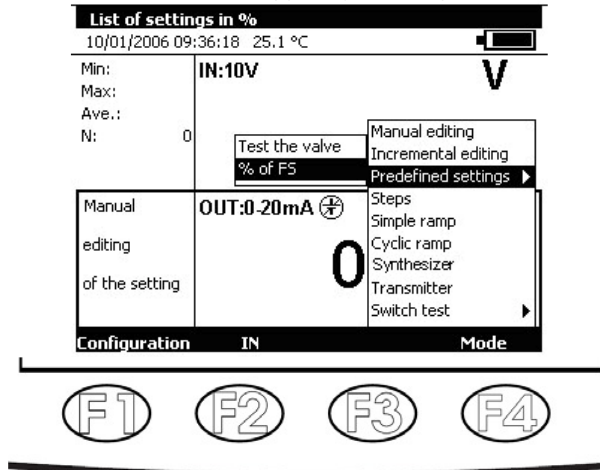 List of settings in %
10/01/2006 09:36:18 25.1 °C
Min:
Max:
Ave.:
N: 0
IN:10V
V
Test the valve
% of FS
Manual editing
Incremental editing
Predefined settings
Steps
Simple ramp
Cyclic ramp
Synthesizer
Transmitter
Switch test
Manual
editing
of the setting
OUT:0-20mA
0
Configuration IN Mode
F1 F2 F3 F4